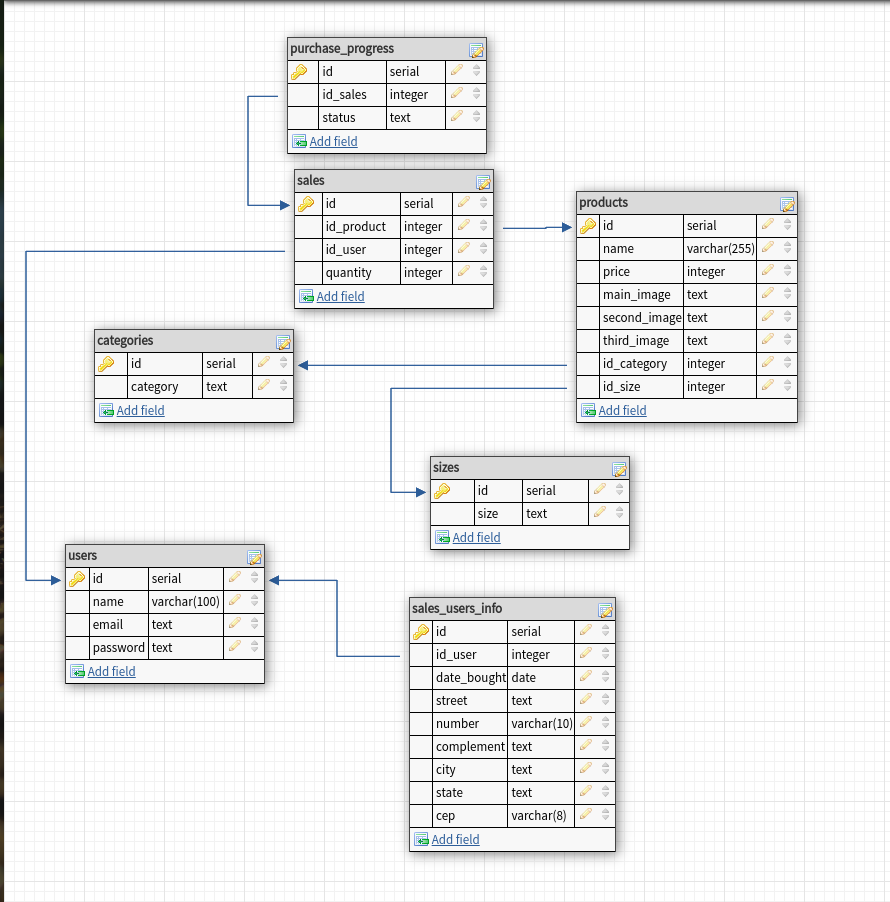 purchase_progress
id serial
id_sales integer
status text
Add field
sales
id serial
id_product integer
id_user integer
quantity integer
Add field
products
id serial
name varchar(255)
price integer
main_image text
second_image text
third_image text
id_category integer
id_size integer
Add field
categories
id serial
category text
Add field
sizes
id serial
size text
Add field
users
id serial
name varchar(100)
email text
password text
Add field
sales_users_info
id serial
id_user integer
date_bought date
street text
number varchar(10)
complement text
city text
state text
cep varchar(8)
Add field